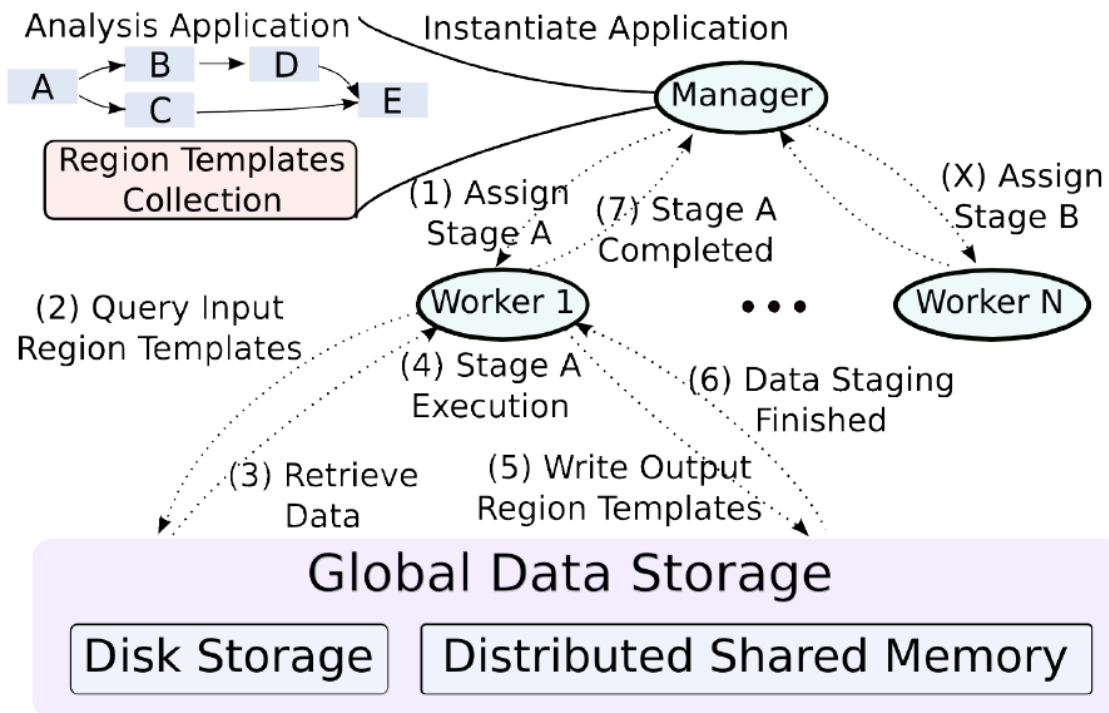 Analysis Application
Instantiate Application
A
B
D
C
E
Manager
Region Templates
Collection
(1) Assign
Stage A
(7) Stage A
Completed
(X) Assign
Stage B
Worker 1
•••
Worker N
(2) Query Input
Region Templates
(4) Stage A
Execution
(6) Data Staging
Finished
(3) Retrieve
Data
(5) Write Output
Region Templates
Global Data Storage
Disk Storage
Distributed Shared Memory